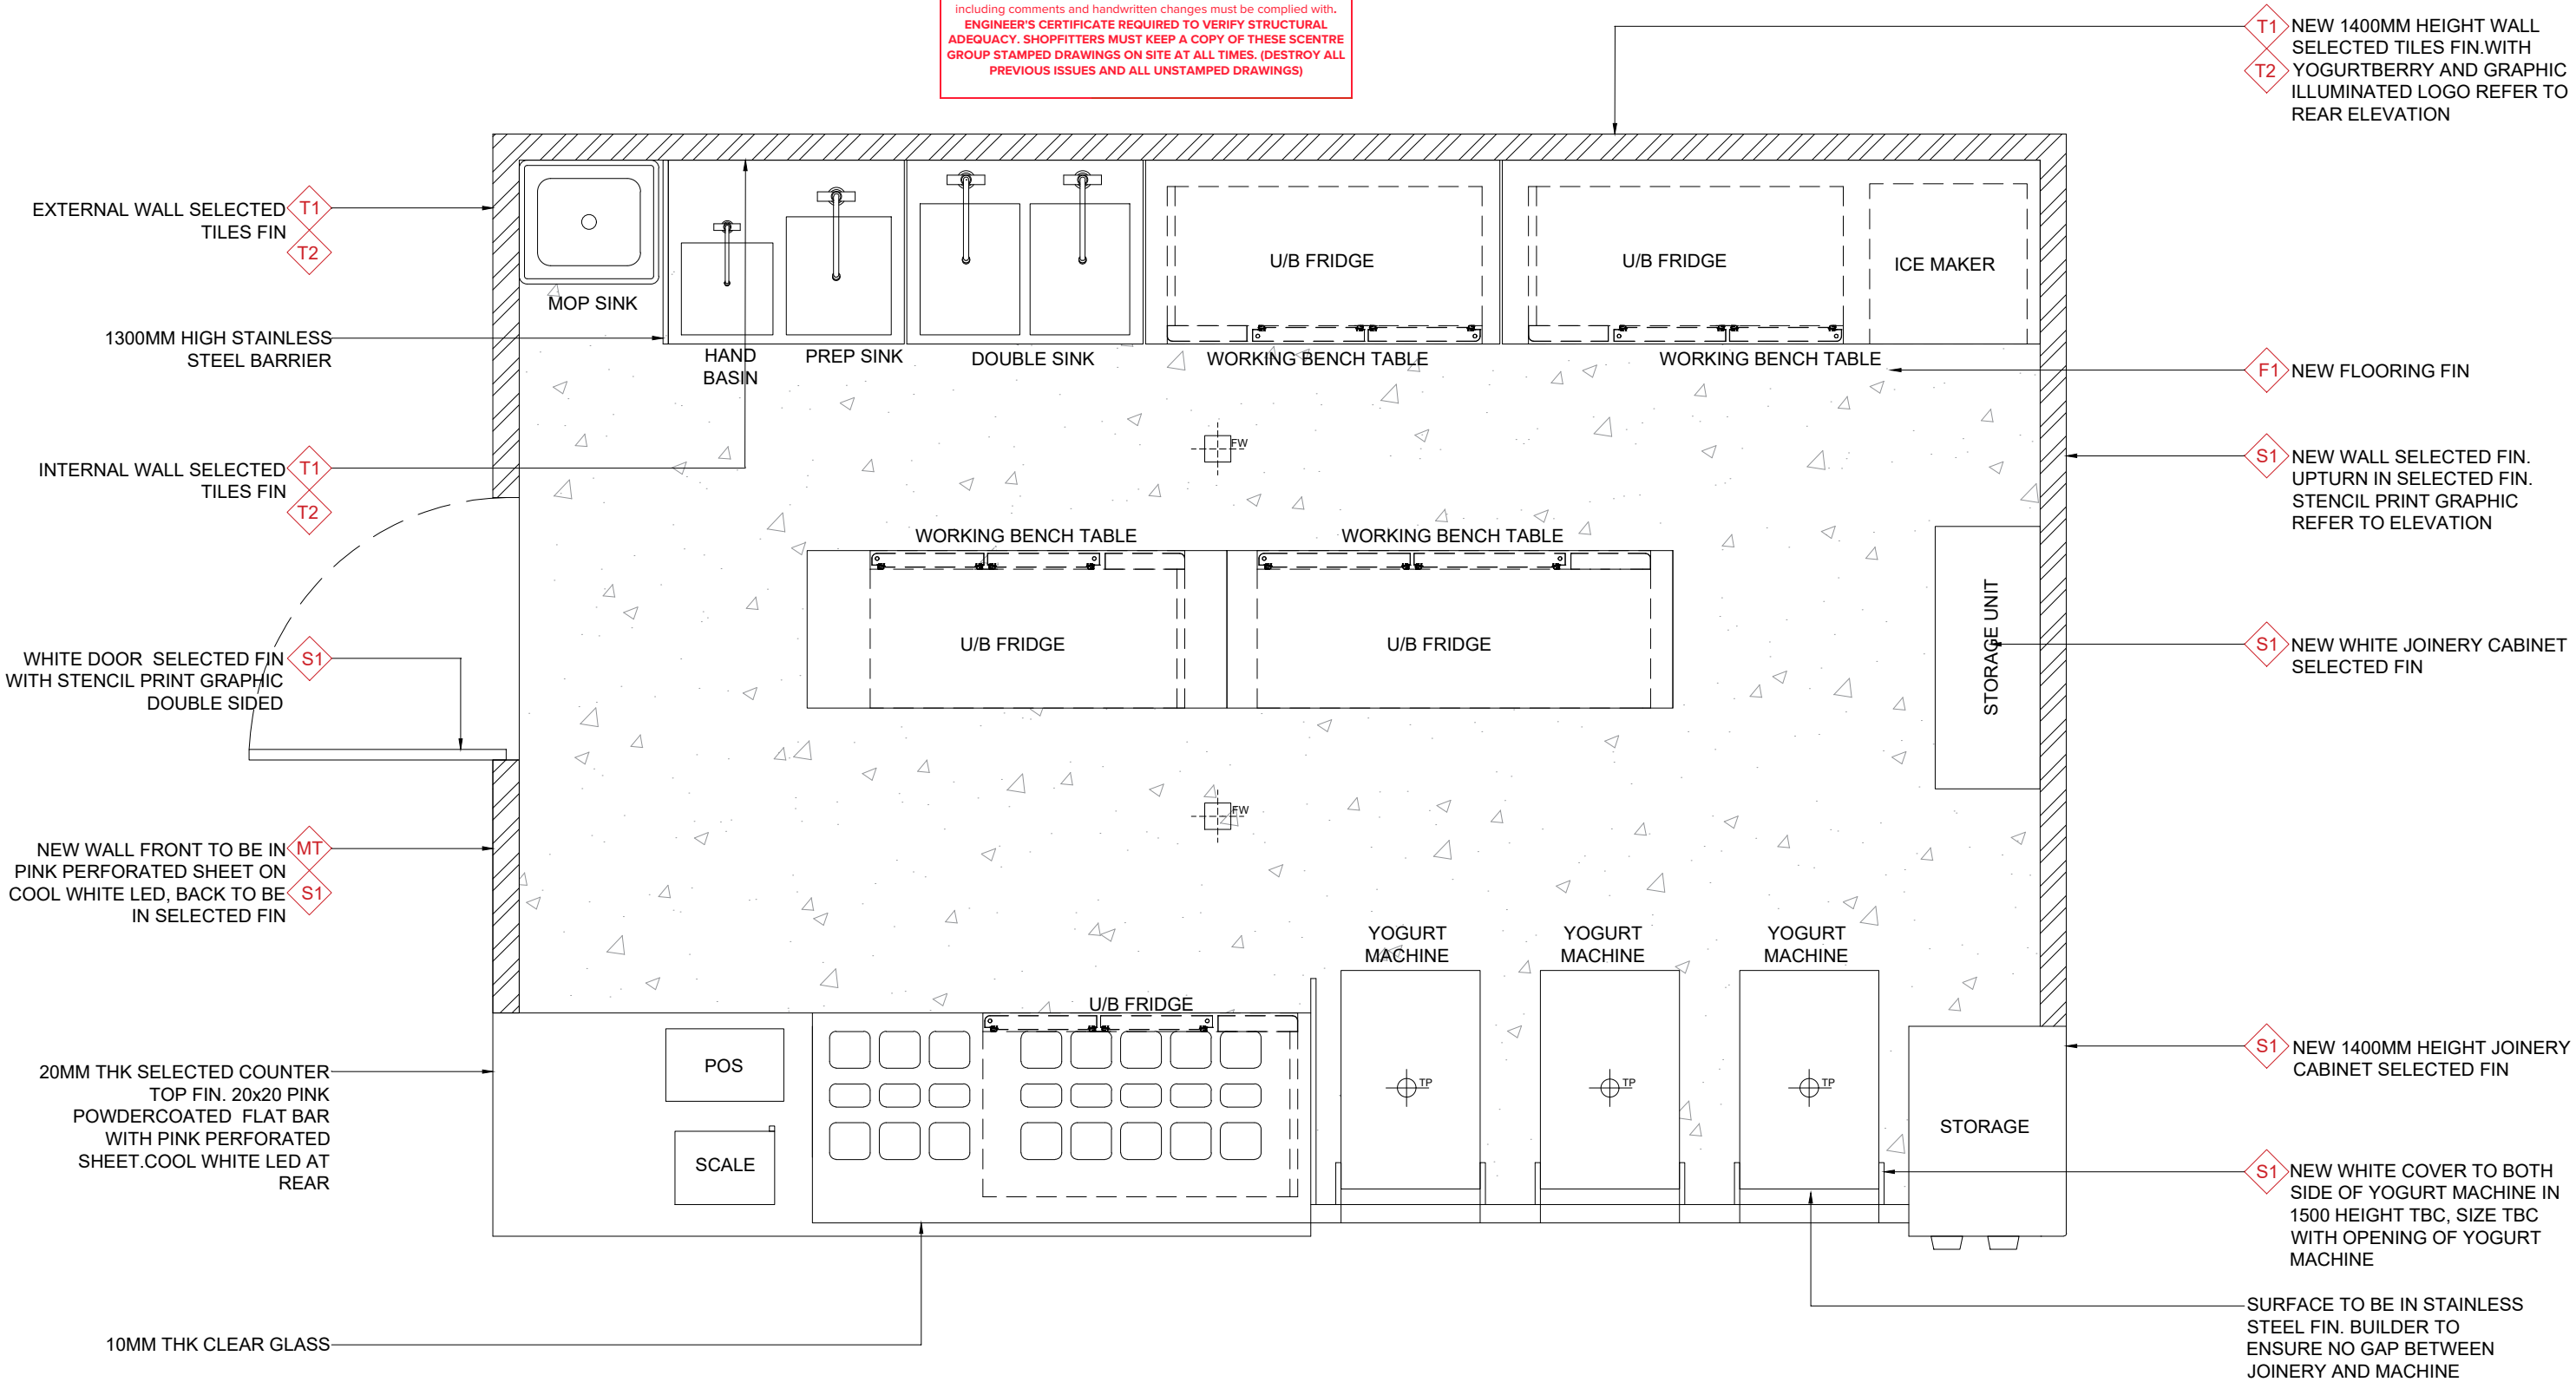 including comments and handwritten changes must be complied with.
ENGINEER'S CERTIFICATE REQUIRED TO VERIFY STRUCTURAL
ADEQUACY. SHOPFITTERS MUST KEEP A COPY OF THESE SCENTRE
GROUP STAMPED DRAWINGS ON SITE AT ALL TIMES. (DESTROY ALL
PREVIOUS ISSUES AND ALL UNSTAMPED DRAWINGS)
T1
T2
NEW 1400MM HEIGHT WALL
SELECTED TILES FIN.WITH
YOGURTBERRY AND GRAPHIC
ILLUMINATED LOGO REFER TO
REAR ELEVATION
EXTERNAL WALL SELECTED
TILES FIN
T1
T2
1300MM HIGH STAINLESS
STEEL BARRIER
INTERNAL WALL SELECTED
TILES FIN
T1
T2
WHITE DOOR SELECTED FIN
WITH STENCIL PRINT GRAPHIC
DOUBLE SIDED
S1
NEW WALL FRONT TO BE IN
PINK PERFORATED SHEET ON
COOL WHITE LED, BACK TO BE
IN SELECTED FIN
MT
S1
20MM THK SELECTED COUNTER
TOP FIN. 20x20 PINK
POWDERCOATED FLAT BAR
WITH PINK PERFORATED
SHEET.COOL WHITE LED AT
REAR
10MM THK CLEAR GLASS
MOP SINK
HAND
BASIN
PREP SINK
DOUBLE SINK
U/B FRIDGE
WORKING BENCH TABLE
U/B FRIDGE
ICE MAKER
WORKING BENCH TABLE
FW
WORKING BENCH TABLE
WORKING BENCH TABLE
U/B FRIDGE
U/B FRIDGE
STORAGE UNIT
FW
YOGURT
MACHINE
YOGURT
MACHINE
YOGURT
MACHINE
U/B FRIDGE
POS
SCALE
TP
TP
TP
STORAGE
F1
NEW FLOORING FIN
S1
NEW WALL SELECTED FIN.
UPTURN IN SELECTED FIN.
STENCIL PRINT GRAPHIC
REFER TO ELEVATION
S1
NEW WHITE JOINERY CABINET
SELECTED FIN
S1
NEW 1400MM HEIGHT JOINERY
CABINET SELECTED FIN
S1
NEW WHITE COVER TO BOTH
SIDE OF YOGURT MACHINE IN
1500 HEIGHT TBC, SIZE TBC
WITH OPENING OF YOGURT
MACHINE
SURFACE TO BE IN STAINLESS
STEEL FIN. BUILDER TO
ENSURE NO GAP BETWEEN
JOINERY AND MACHINE